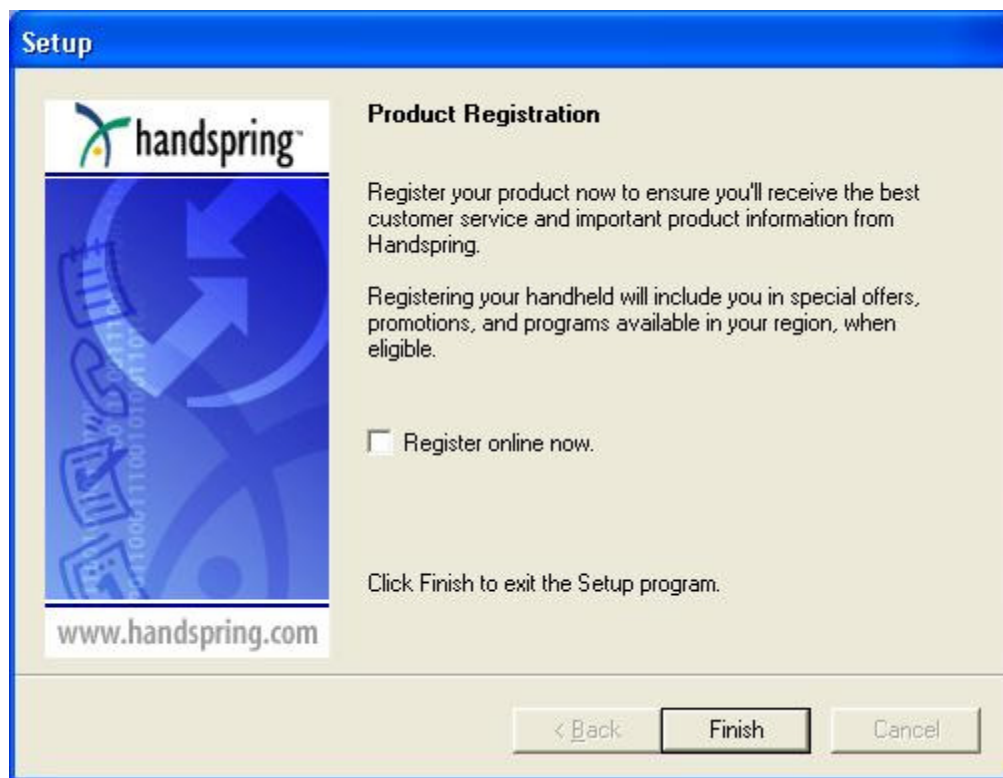 Setup
handspring™
Product Registration
Register your product now to ensure you'll receive the best
customer service and important product information from
Handspring.
Registering your handheld will include you in special offers,
promotions, and programs available in your region, when
eligible.
Register online now.
Click Finish to exit the Setup program.
www.handspring.com
< Back
Finish
Cancel